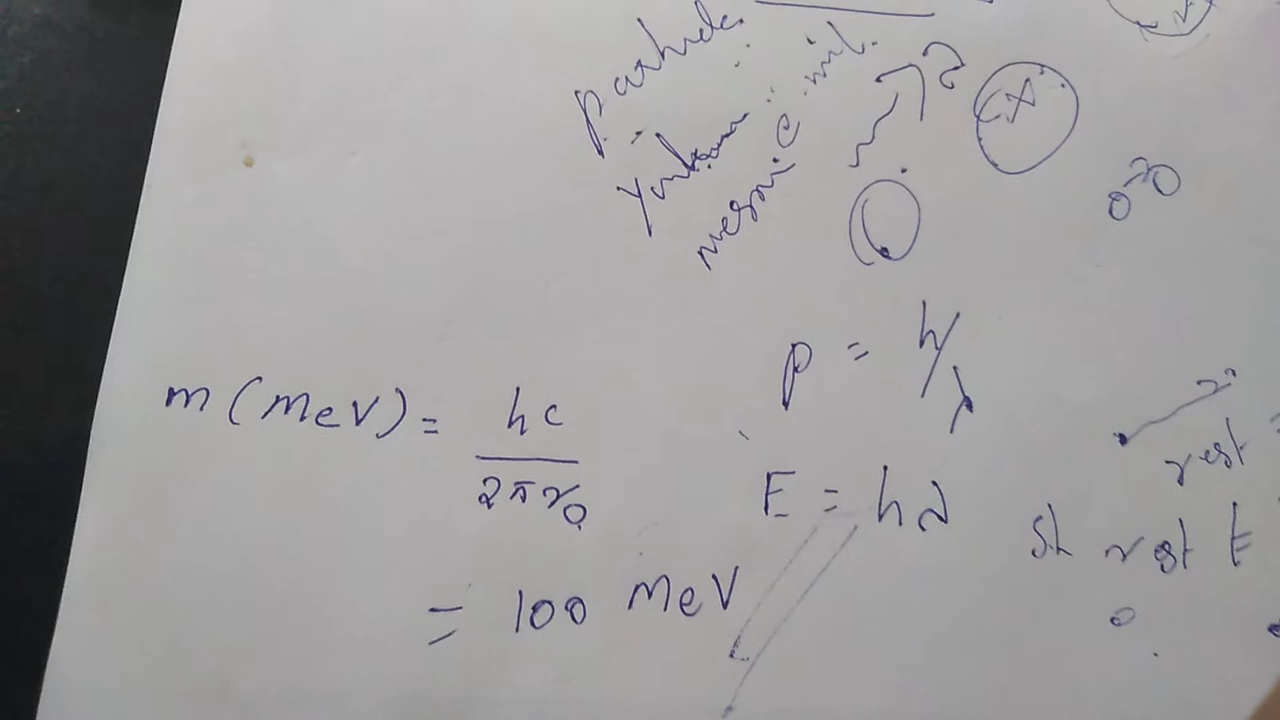 particle
Yukawa
mesonic
p = h/λ
m (MeV) = hc
2πr₀
E = hν
rest
rest E
= 100 MeV